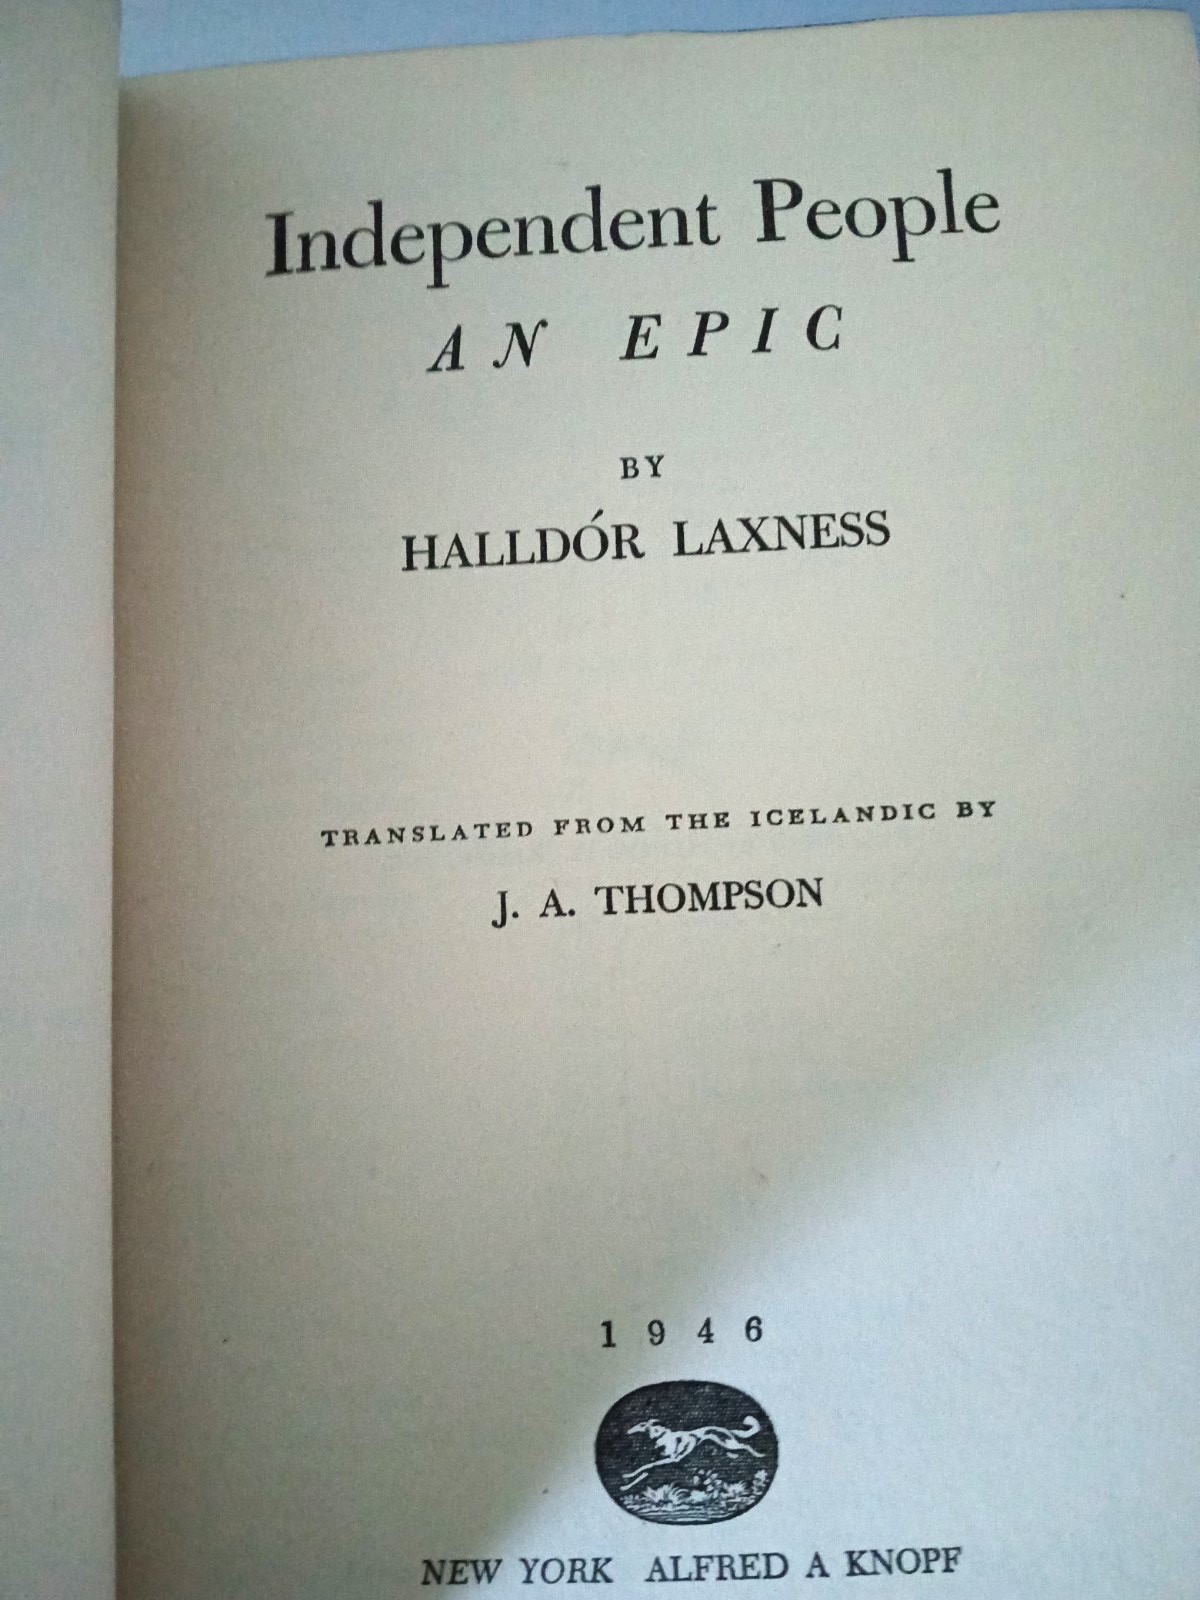 Independent People
AN EPIC
BY
HALLDÓR LAXNESS
TRANSLATED FROM THE ICELANDIC BY
J. A. THOMPSON
1946
NEW YORK ALFRED A KNOPF